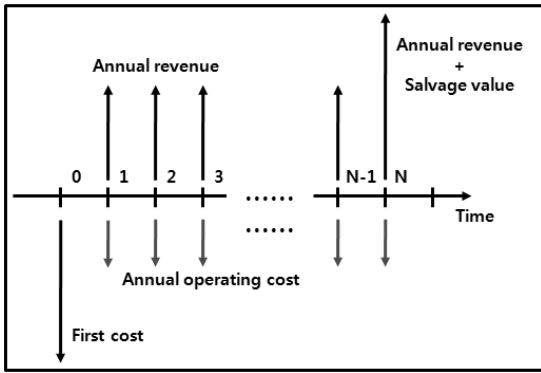 Annual revenue
Annual revenue
+
Salvage value
0 1 2 3 N-1 N
......
......
Time
Annual operating cost
First cost